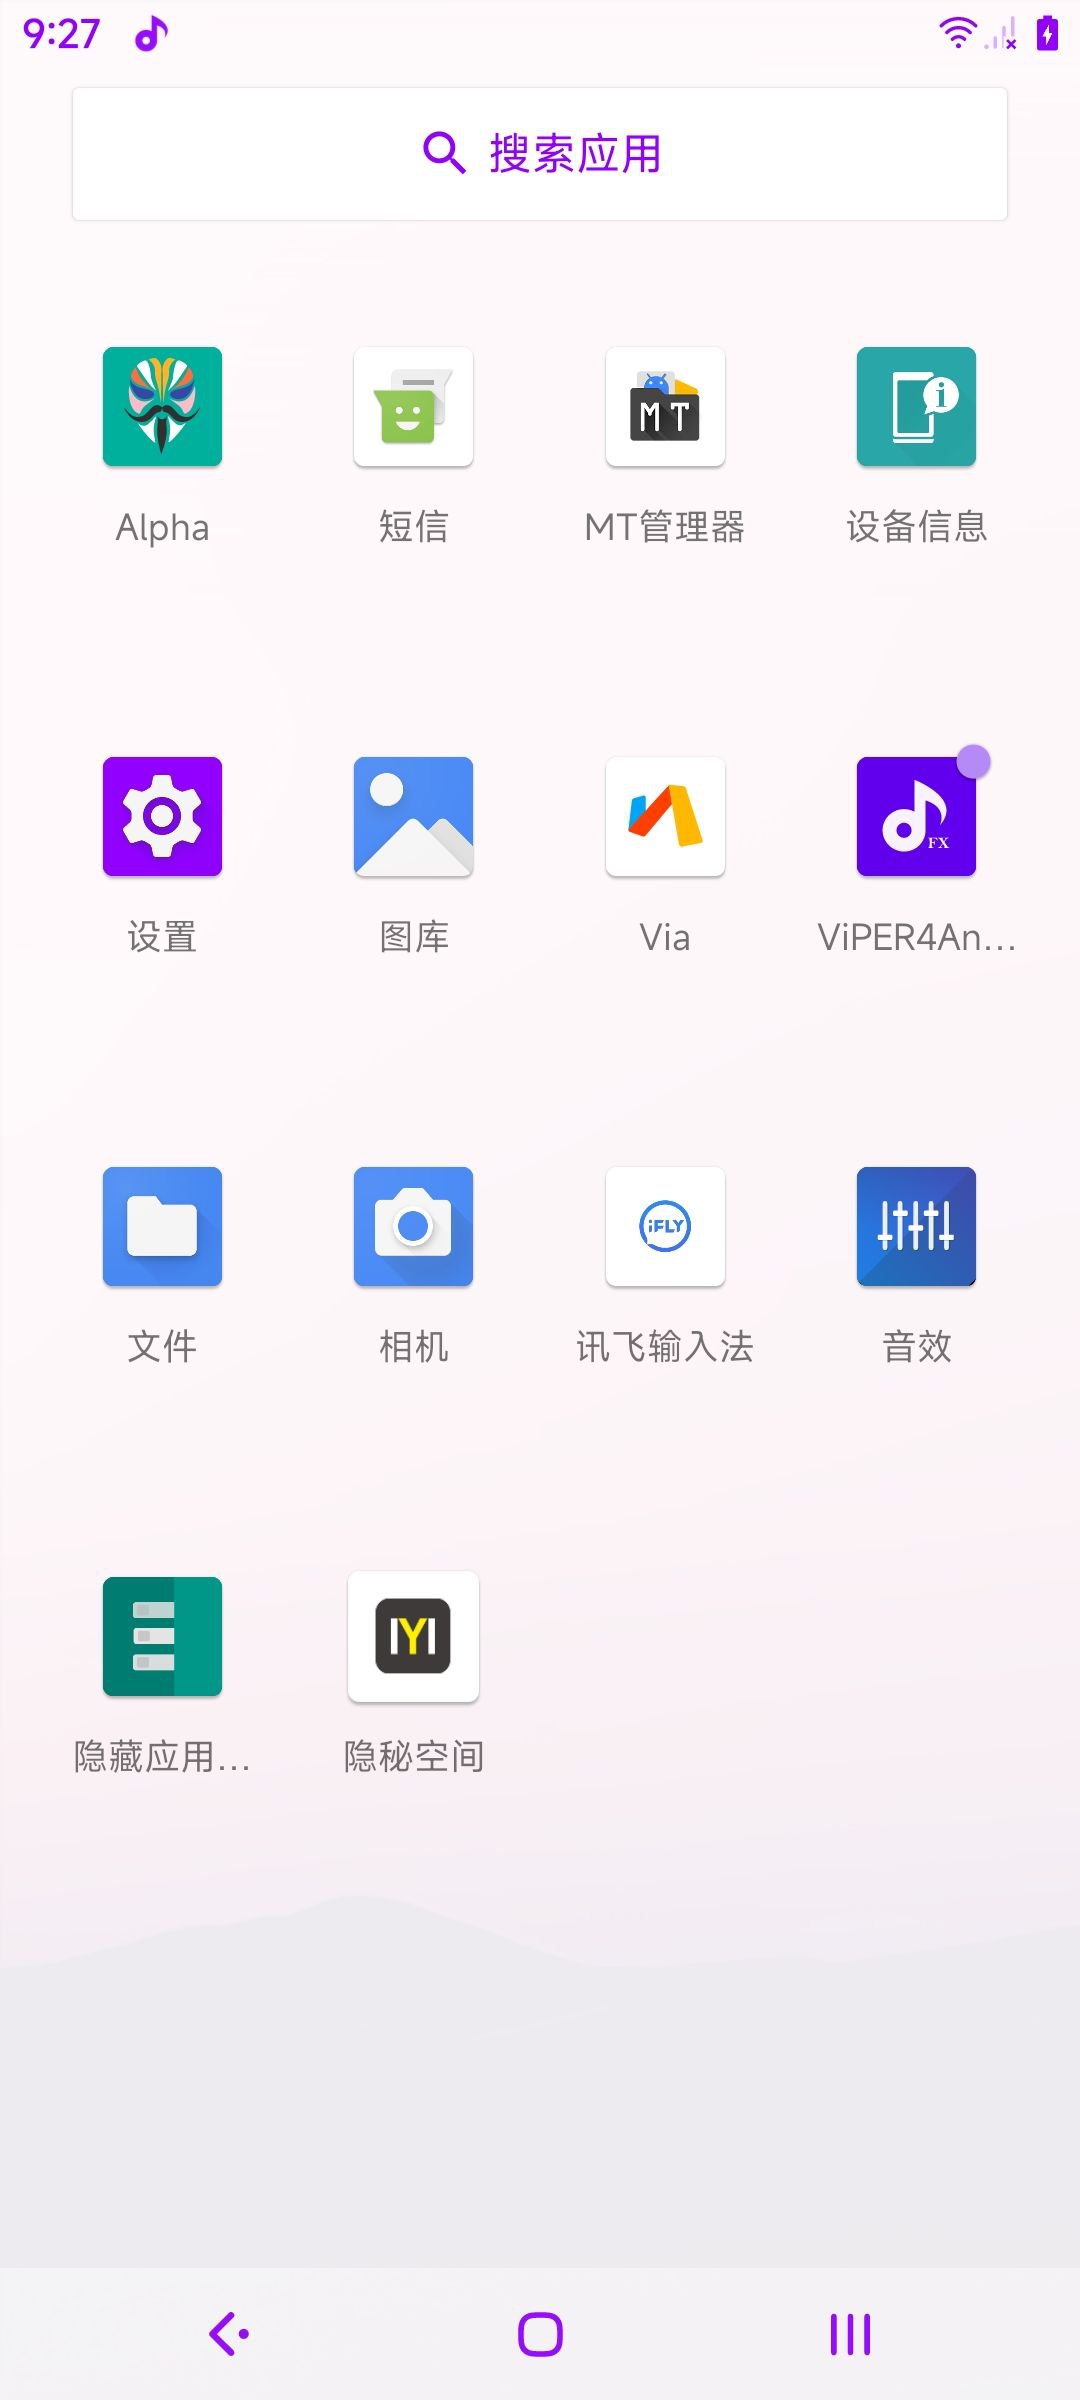 9:27
搜索应用
MT
Alpha
短信
MT管理器
设备信息
FX
设置
图库
Via
ViPER4An...
iFLY
文件
相机
讯飞输入法
音效
IYI
隐藏应用...
隐秘空间